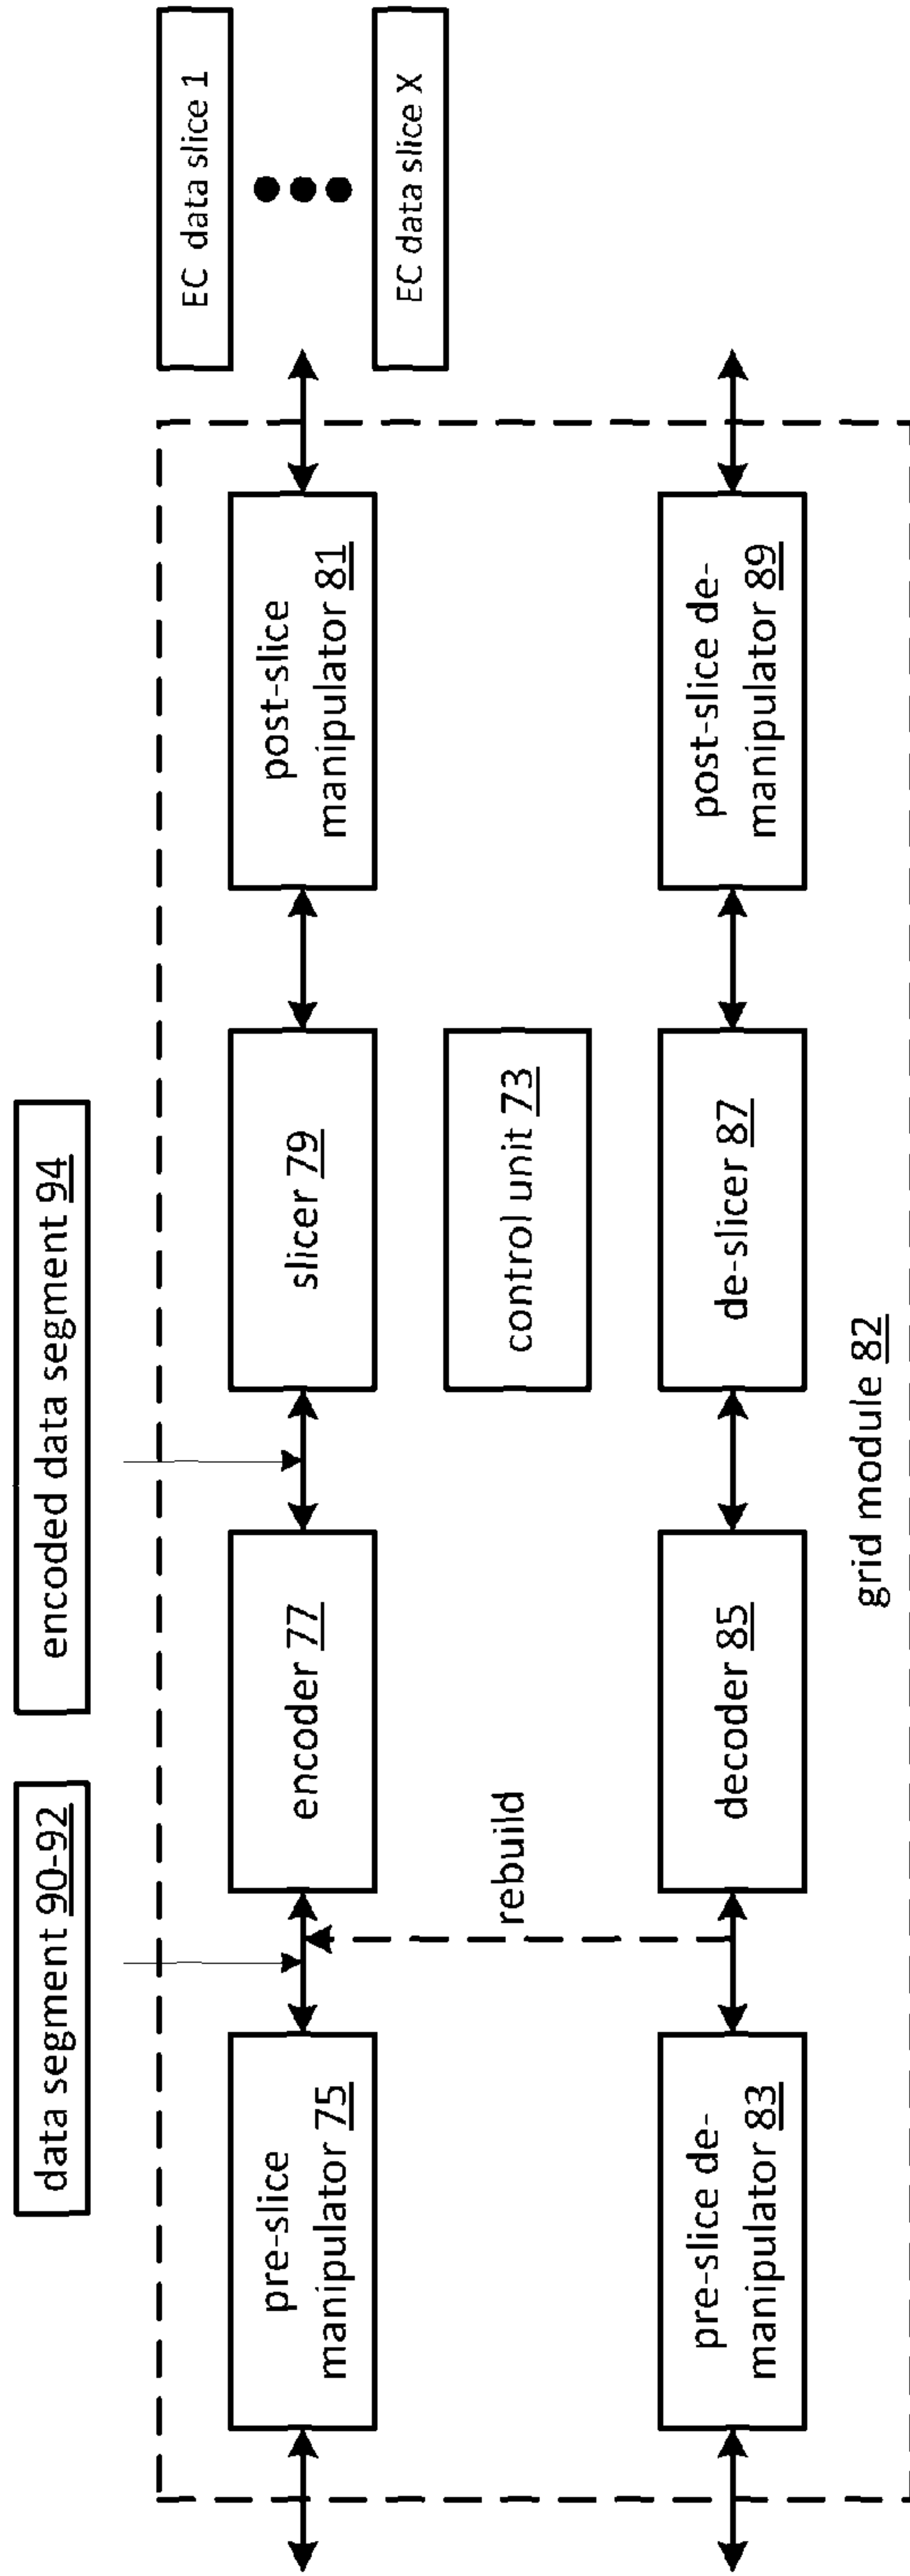 data segment 90-92
encoded data segment 94
EC data slice 1
EC data slice X
pre-slice
manipulator 75
encoder 77
slicer 79
post-slice
manipulator 81
rebuild
control unit 73
pre-slice de-
manipulator 83
decoder 85
de-slicer 87
post-slice de-
manipulator 89
grid module 82